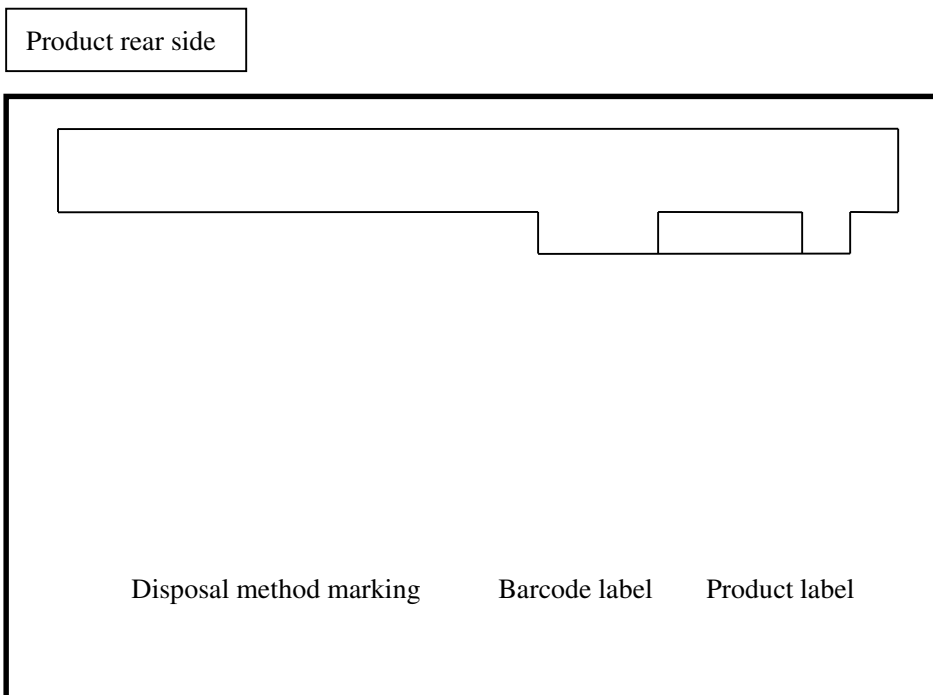 Product rear side
Disposal method marking Barcode label Product label